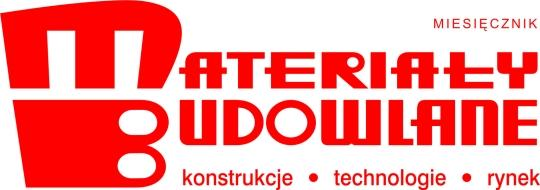 MIESIĘCZNIK
MATERIAŁY
BUDOWLANE
konstrukcje • technologie • rynek